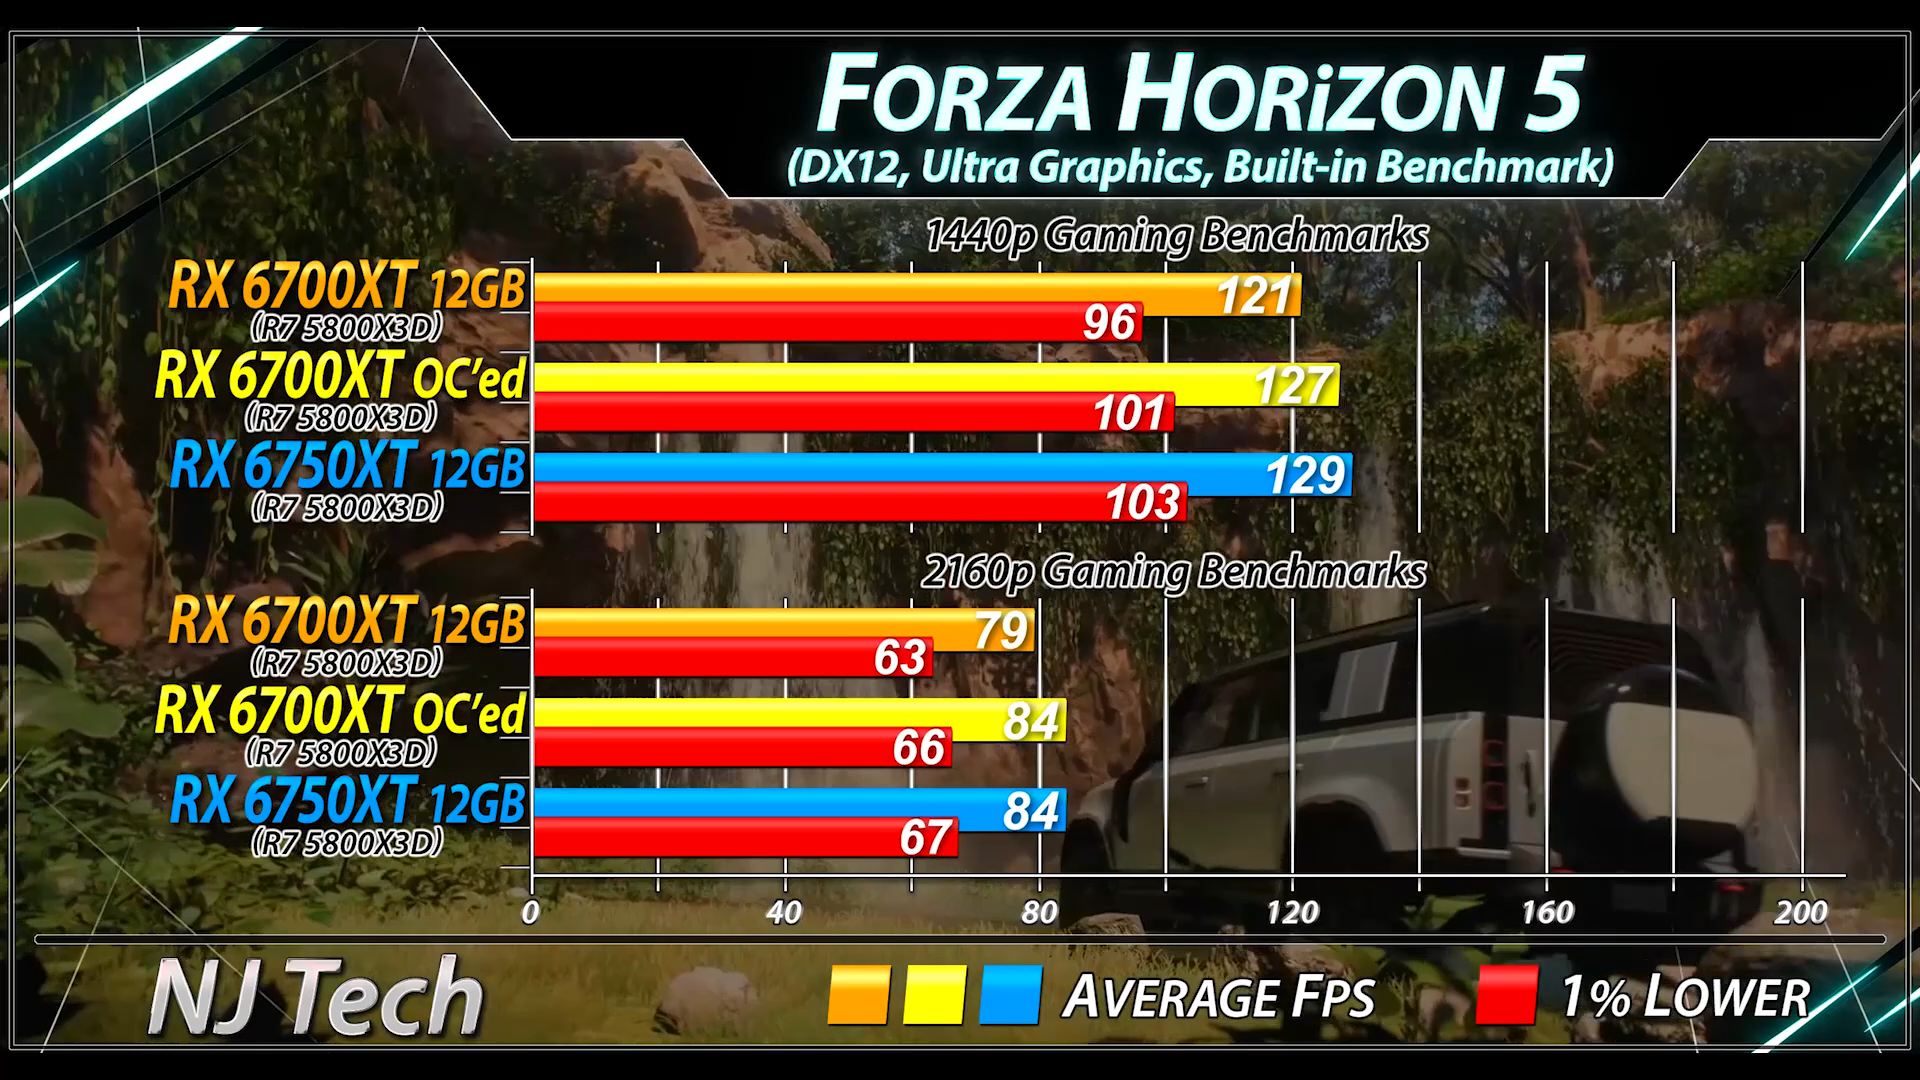 FORZA HORiZON 5
(DX12, Ultra Graphics, Built-in Benchmark)
1440p Gaming Benchmarks
RX 6700XT 12GB
(R7 5800X3D)
121
96
RX 6700XT OC'ed
(R7 5800X3D)
127
101
RX 6750XT 12GB
(R7 5800X3D)
129
103
2160p Gaming Benchmarks
RX 6700XT 12GB
(R7 5800X3D)
79
63
RX 6700XT OC'ed
(R7 5800X3D)
84
66
RX 6750XT 12GB
(R7 5800X3D)
84
67
0 40 80 120 160 200
NJ Tech
AVERAGE FPS
1% LOWER